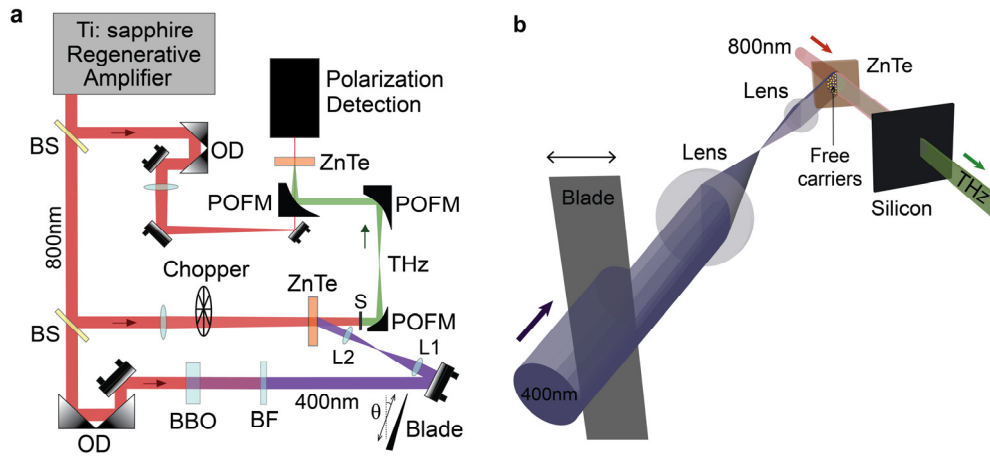 a
Ti: sapphire
Regenerative
Amplifier
Polarization
Detection
BS
OD
ZnTe
POFM
POFM
800nm
THz
Chopper
ZnTe
S
POFM
BS
L2
L1
400nm
θ
BBO
BF
Blade
OD
b
800nm
ZnTe
Lens
Lens
Free
carriers
Blade
Silicon
THz
400nm